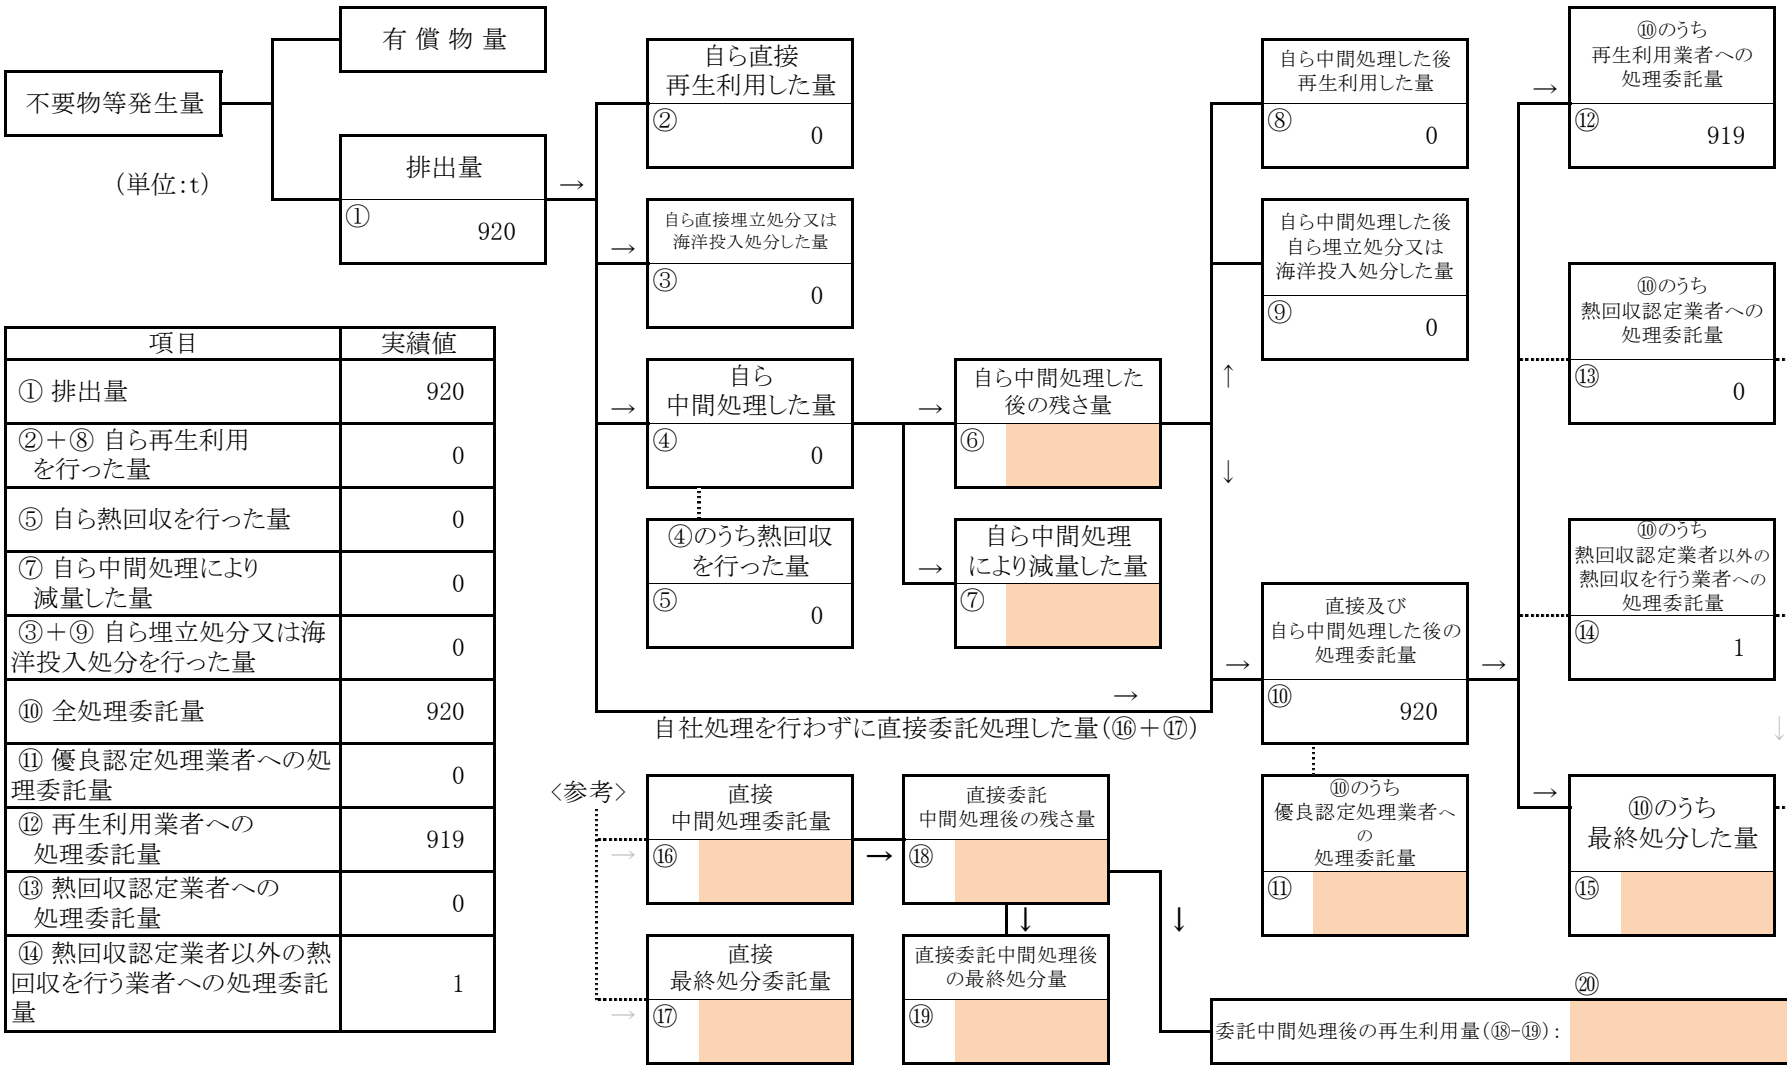 有 償 物 量
不要物等発生量
(単位:t)
排出量
①
920
→
自ら直接
再生利用した量
②
0
→
自ら直接埋立処分又は
海洋投入処分した量
③
0
→
自ら
中間処理した量
④
0
④のうち熱回収
を行った量
⑤
0
→
自ら中間処理した
後の残さ量
⑥
→
自ら中間処理
により減量した量
⑦
↑
↓
自ら中間処理した後
再生利用した量
⑧
0
自ら中間処理した後
自ら埋立処分又は
海洋投入処分した量
⑨
0
→
自社処理を行わずに直接委託処理した量(⑯+⑰)
→
直接及び
自ら中間処理した後の
処理委託量
⑩
920
→
⑩のうち
優良認定処理業者へ
の
処理委託量
⑪
→
⑩のうち
再生利用業者への
処理委託量
⑫
919
⑩のうち
熱回収認定業者への
処理委託量
⑬
0
⑩のうち
熱回収認定業者以外の
熱回収を行う業者への
処理委託量
⑭
1
↓
→
⑩のうち
最終処分した量
⑮
項目 実績値
① 排出量 920
②+⑧ 自ら再生利用
を行った量 0
⑤ 自ら熱回収を行った量 0
⑦ 自ら中間処理により
減量した量 0
③+⑨ 自ら埋立処分又は海
洋投入処分を行った量 0
⑩ 全処理委託量 920
⑪ 優良認定処理業者への処
理委託量 0
⑫ 再生利用業者への
処理委託量 919
⑬ 熱回収認定業者への
処理委託量 0
⑭ 熱回収認定業者以外の熱
回収を行う業者への処理委託
量 1
<参考>
→
直接
中間処理委託量
⑯
→
直接委託
中間処理後の残さ量
⑱
↓
↓
→
直接
最終処分委託量
⑰
直接委託中間処理後
の最終処分量
⑲
⑳
委託中間処理後の再生利用量(⑱-⑲):